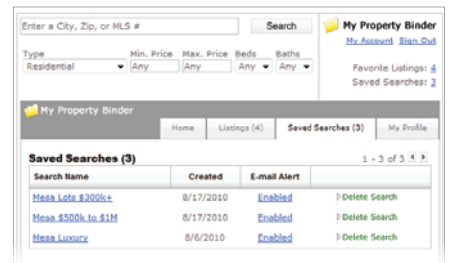 Enter a City, Zip, or MLS #
Search
My Property Binder
My Account Sign Out
Type Min. Price Max. Price Beds Baths
Residential Any Any Any Any
Favorite Listings: 4
Saved Searches: 3
My Property Binder
Home Listings (4) Saved Searches (3) My Profile
Saved Searches (3) 1 - 3 of 3
Search Name Created E-mail Alert
Mesa Lots $300k+ 8/17/2010 Enabled Delete Search
Mesa $500k to $1M 8/17/2010 Enabled Delete Search
Mesa Luxury 8/6/2010 Enabled Delete Search